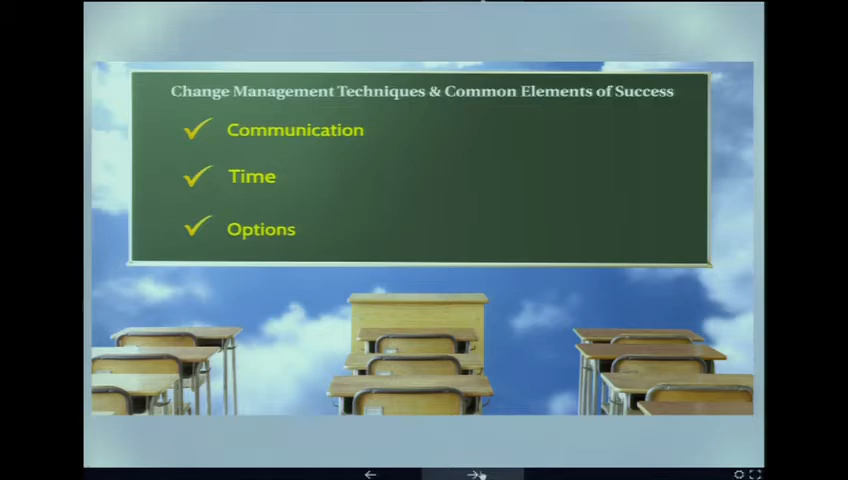 Change Management Techniques & Common Elements of Success
Communication
Time
Options